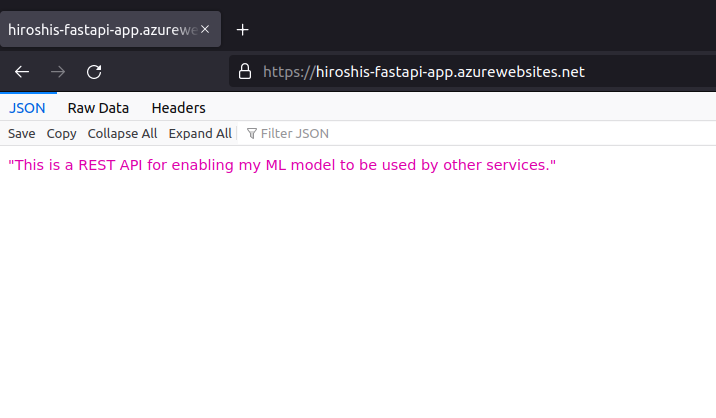 hiroshis-fastapi-app.azurewe
https://hiroshis-fastapi-app.azurewebsites.net
JSON Raw Data Headers
Save Copy Collapse All Expand All Filter JSON
"This is a REST API for enabling my ML model to be used by other services."